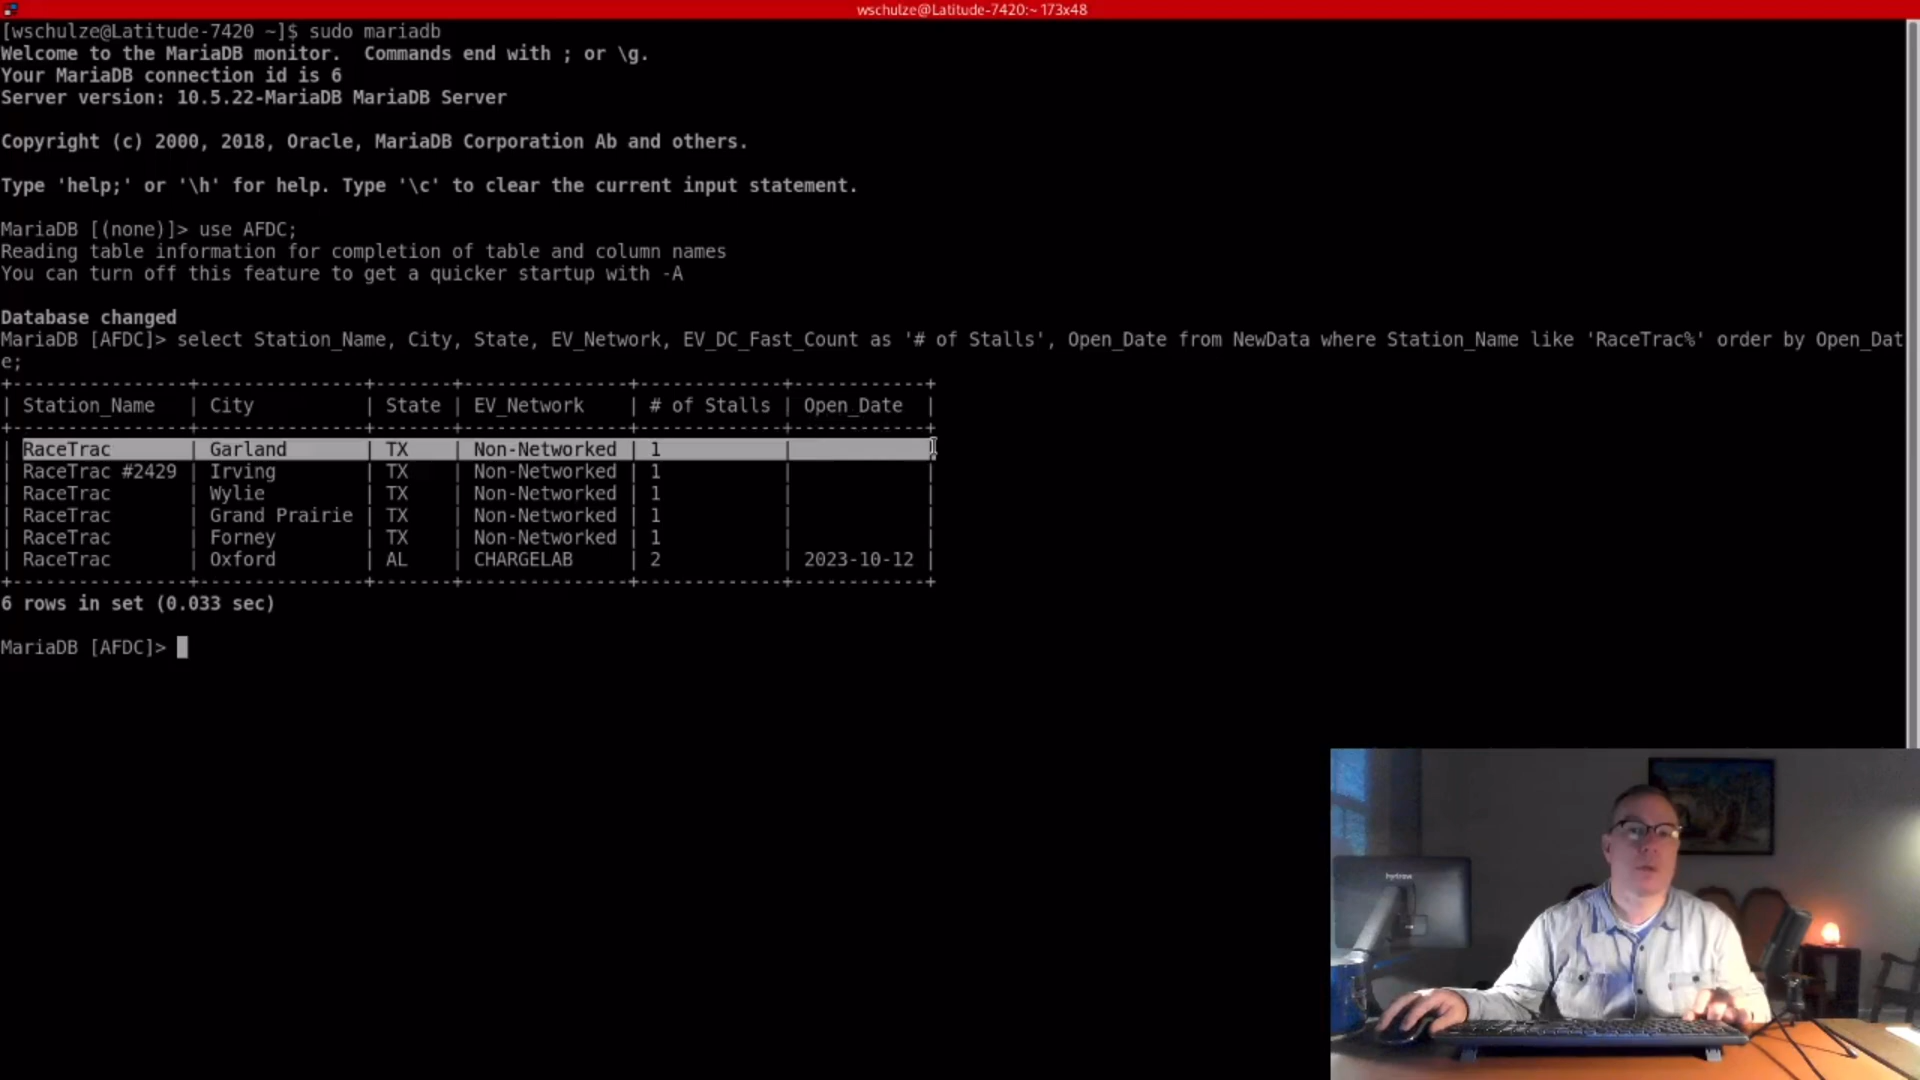 wschulze@Latitude-7420:~ 173x48
[wschulze@Latitude-7420 ~]$ sudo mariadb
Welcome to the MariaDB monitor.  Commands end with ; or \g.
Your MariaDB connection id is 6
Server version: 10.5.22-MariaDB MariaDB Server
Copyright (c) 2000, 2018, Oracle, MariaDB Corporation Ab and others.
Type 'help;' or '\h' for help. Type '\c' to clear the current input statement.
MariaDB [(none)]> use AFDC;
Reading table information for completion of table and column names
You can turn off this feature to get a quicker startup with -A
Database changed
MariaDB [AFDC]> select Station_Name, City, State, EV_Network, EV_DC_Fast_Count as '# of Stalls', Open_Date from NewData where Station_Name like 'RaceTrac%' order by Open_Dat
e;
+----------------+---------------+-------+---------------+-------------+------------+
| Station_Name   | City          | State | EV_Network    | # of Stalls | Open_Date  |
+----------------+---------------+-------+---------------+-------------+------------+
| RaceTrac       | Garland       | TX    | Non-Networked | 1           |            |
| RaceTrac #2429 | Irving        | TX    | Non-Networked | 1           |            |
| RaceTrac       | Wylie         | TX    | Non-Networked | 1           |            |
| RaceTrac       | Grand Prairie | TX    | Non-Networked | 1           |            |
| RaceTrac       | Forney        | TX    | Non-Networked | 1           |            |
| RaceTrac       | Oxford        | AL    | CHARGELAB     | 2           | 2023-10-12 |
+----------------+---------------+-------+---------------+-------------+------------+
6 rows in set (0.033 sec)
MariaDB [AFDC]>